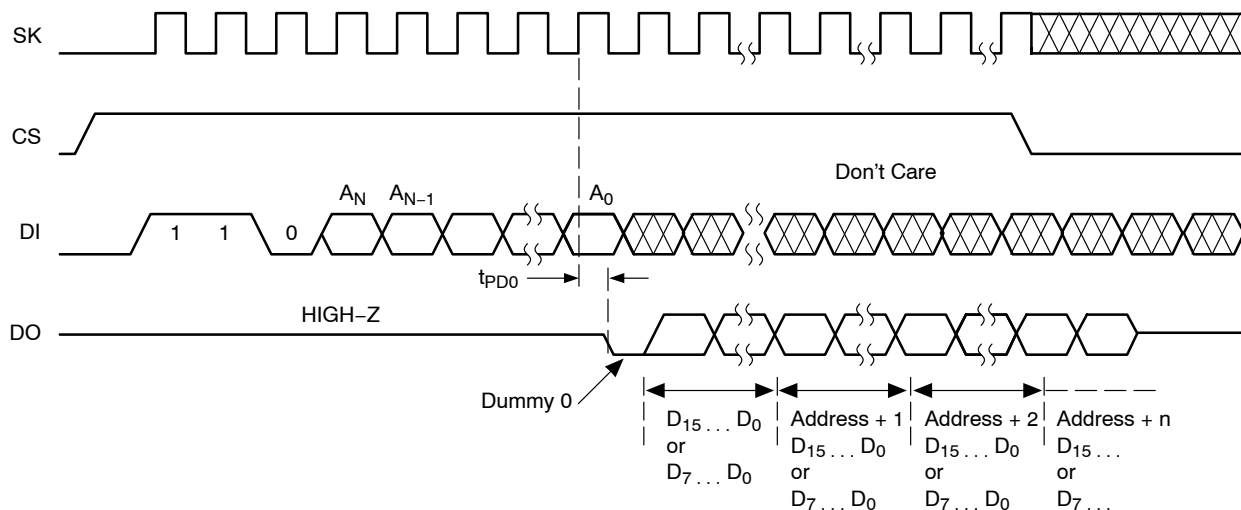 SK
CS
Don't Care
A_N A_N–1 A_0
DI
1 1 0
t_PD0
HIGH–Z
DO
Dummy 0
D_15 . . . D_0
or
D_7 . . . D_0
Address + 1
D_15 . . . D_0
or
D_7 . . . D_0
Address + 2
D_15 . . . D_0
or
D_7 . . . D_0
Address + n
D_15 . . .
or
D_7 . . .